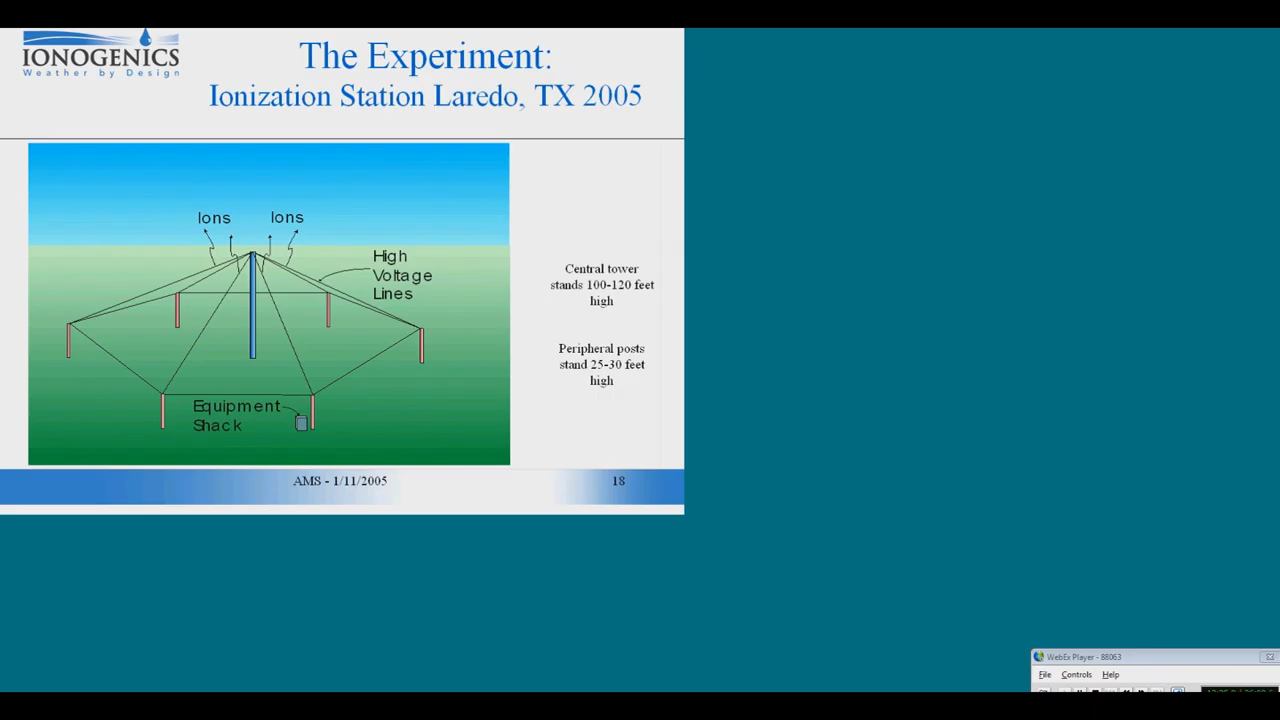 IONOGENICS
Weather by Design
The Experiment:
Ionization Station Laredo, TX 2005
Ions
Ions
High
Voltage
Lines
Equipment
Shack
Central tower
stands 100-120 feet
high
Peripheral posts
stand 25-30 feet
high
AMS - 1/11/2005
18
WebEx Player - 88063
File Controls Help